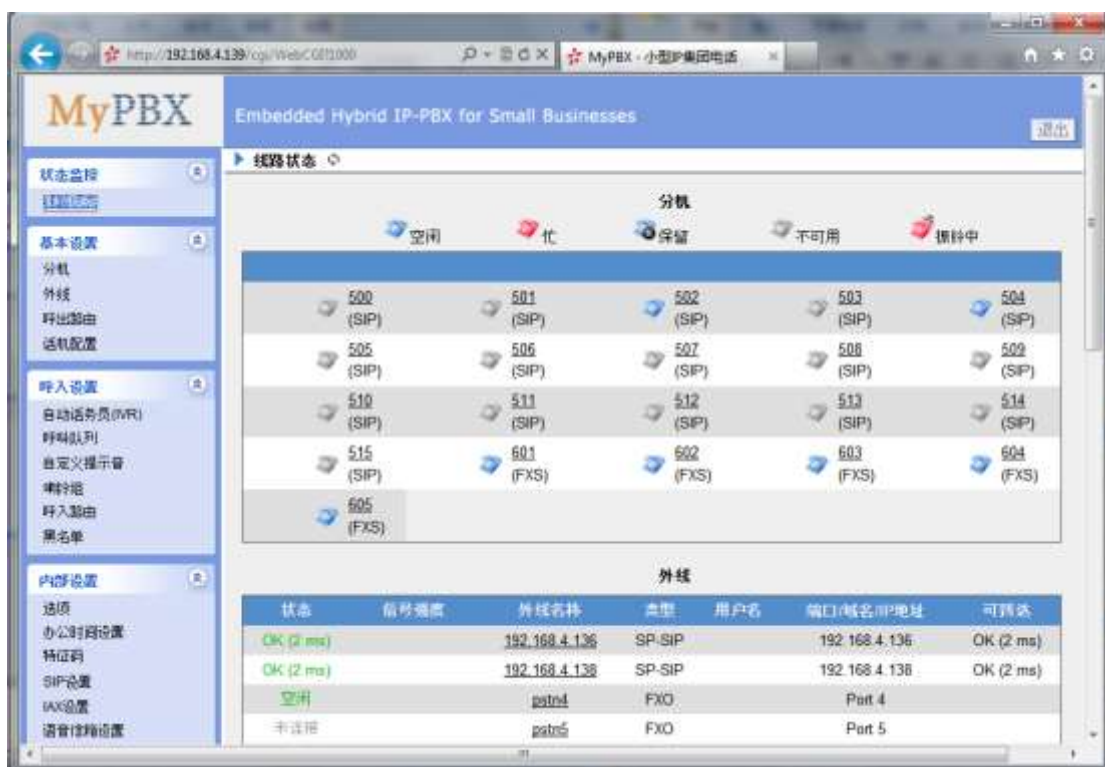 http://192.168.4.139/cgi/WebCGI?1000
MyPBX - 小型IP集团电话
MyPBX
Embedded Hybrid IP-PBX for Small Businesses
退出
状态监控
线路状态
基本设置
分机
外线
呼出路由
话机配置
呼入设置
自动话务员(IVR)
呼叫队列
自定义提示音
响铃组
呼入路由
黑名单
内部设置
选项
办公时间设置
特征码
SIP设置
IAX设置
语音信箱设置
线路状态
分机
空闲 忙 保留 不可用 振铃中
500 501 502 503 504
(SIP) (SIP) (SIP) (SIP) (SIP)
505 506 507 508 509
(SIP) (SIP) (SIP) (SIP) (SIP)
510 511 512 513 514
(SIP) (SIP) (SIP) (SIP) (SIP)
515 601 602 603 604
(SIP) (FXS) (FXS) (FXS) (FXS)
605
(FXS)
外线
状态 信号强度 外线名称 类型 用户名 端口/域名/IP地址 可到达
OK (2 ms) 192.168.4.136 SP-SIP 192.168.4.136 OK (2 ms)
OK (2 ms) 192.168.4.138 SP-SIP 192.168.4.138 OK (2 ms)
空闲 pstn4 FXO Port 4
未连接 pstn5 FXO Port 5